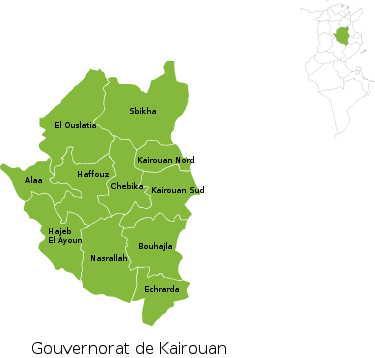 Sbikha
El Ouslatia
Kairouan Nord
Haffouz
Alaa
Chebika
Kairouan Sud
Hajeb
El Ayoun
Bouhajla
Nasrallah
Echrarda
Gouvernorat de Kairouan